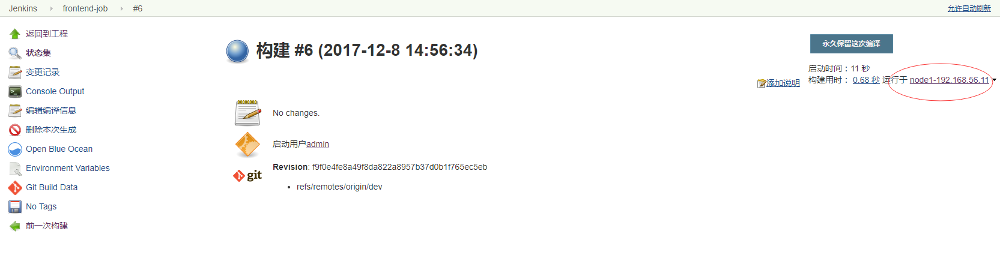 Jenkins frontend-job #6 允许自动刷新
返回到工程
状态集
变更记录
Console Output
编辑编译信息
删除本次生成
Open Blue Ocean
Environment Variables
Git Build Data
No Tags
前一次构建
构建 #6 (2017-12-8 14:56:34)
永久保留这次编译
启动时间：11 秒
构建用时： 0.68 秒 运行于 node1-192.168.56.11
添加说明
No changes.
启动用户admin
git
Revision: f9f0e4fe8a49f8da822a8957b37d0b1f765ec5eb
• refs/remotes/origin/dev